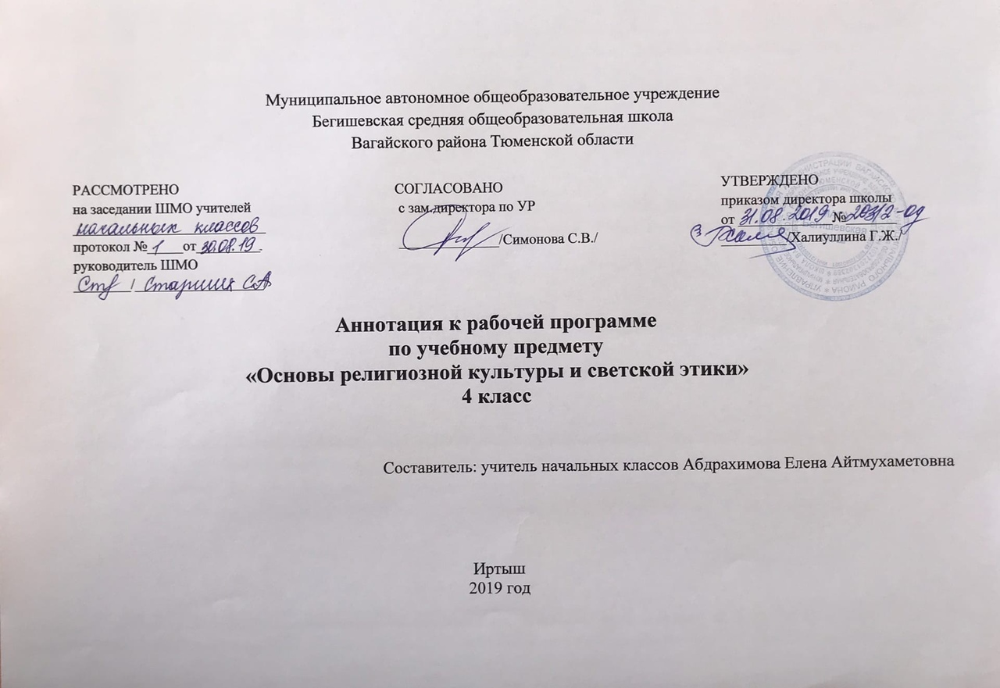 Муниципальное автономное общеобразовательное учреждение
Бегишевская средняя общеобразовательная школа
Вагайского района Тюменской области
РАССМОТРЕНО
на заседании ШМО учителей
начальных классов
протокол № 1 от 30.08.19.
руководитель ШМО
/ Старших С.А
СОГЛАСОВАНО
с зам.директора по УР
/Симонова С.В./
УТВЕРЖДЕНО
приказом директора школы
от 31.08.2019 № 203/2-од
/Халиуллина Г.Ж./
Аннотация к рабочей программе
по учебному предмету
«Основы религиозной культуры и светской этики»
4 класс
Составитель: учитель начальных классов Абдрахимова Елена Айтмухаметовна
Иртыш
2019 год